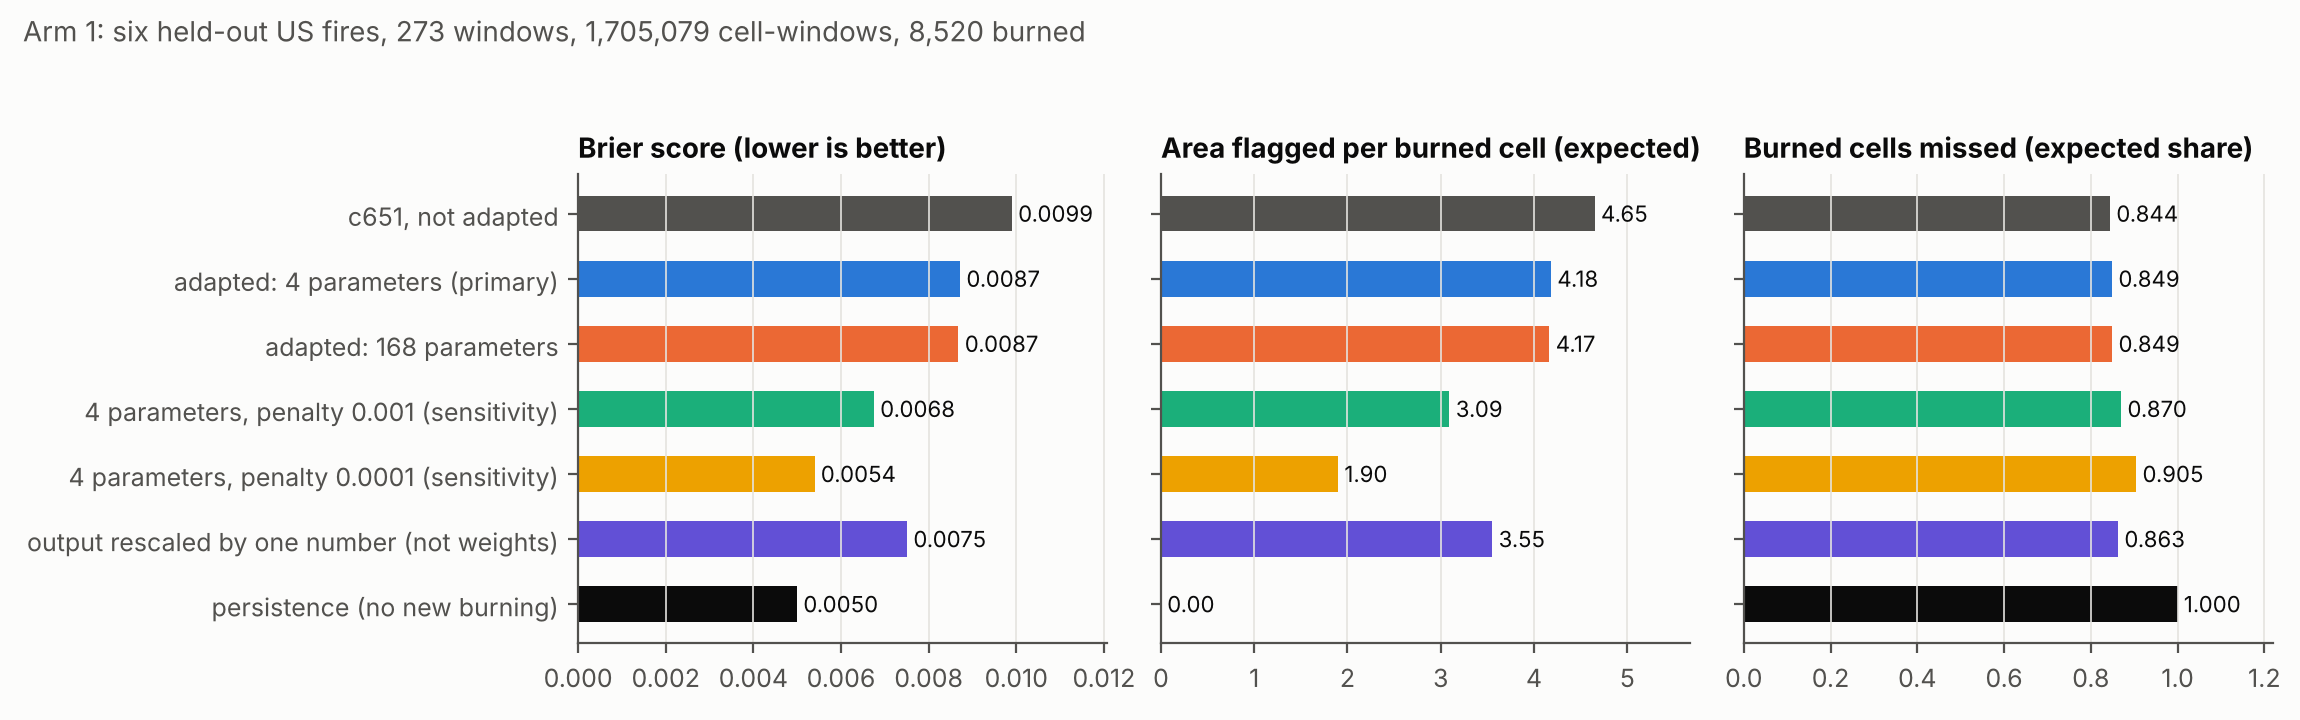 Arm 1: six held-out US fires, 273 windows, 1,705,079 cell-windows, 8,520 burned
Brier score (lower is better)
c651, not adapted
adapted: 4 parameters (primary)
adapted: 168 parameters
4 parameters, penalty 0.001 (sensitivity)
4 parameters, penalty 0.0001 (sensitivity)
output rescaled by one number (not weights)
persistence (no new burning)
0.0099
0.0087
0.0087
0.0068
0.0054
0.0075
0.0050
0.000 0.002 0.004 0.006 0.008 0.010 0.012
Area flagged per burned cell (expected)
4.65
4.18
4.17
3.09
1.90
3.55
0.00
0 1 2 3 4 5
Burned cells missed (expected share)
0.844
0.849
0.849
0.870
0.905
0.863
1.000
0.0 0.2 0.4 0.6 0.8 1.0 1.2